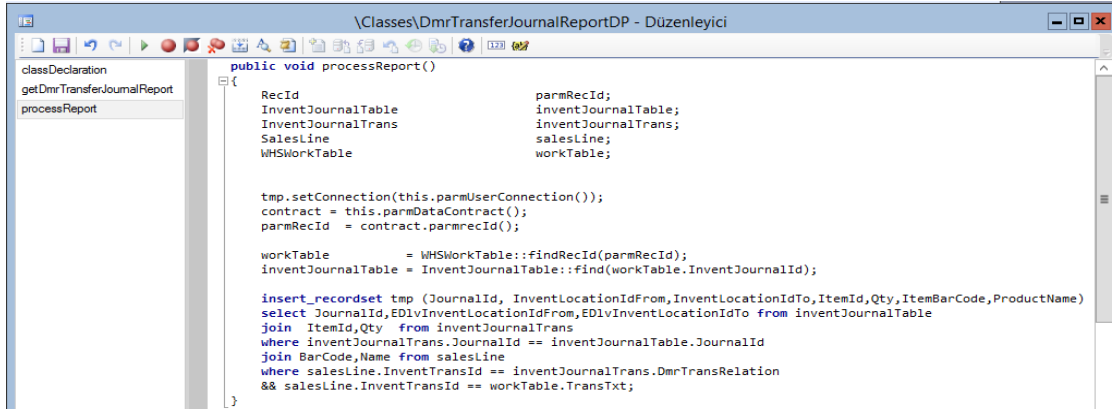 \Classes\DmrTransferJournalReportDP - Düzenleyici
classDeclaration
getDmrTransferJournalReport
processReport
public void processReport()
{
RecId parmRecId;
InventJournalTable inventJournalTable;
InventJournalTrans inventJournalTrans;
SalesLine salesLine;
WHSWorkTable workTable;
tmp.setConnection(this.parmUserConnection());
contract = this.parmDataContract();
parmRecId = contract.parmrecId();
workTable = WHSWorkTable::findRecId(parmRecId);
inventJournalTable = InventJournalTable::find(workTable.InventJournalId);
insert_recordset tmp (JournalId, InventLocationIdFrom,InventLocationIdTo,ItemId,Qty,ItemBarCode,ProductName)
select JournalId,EDlvInventLocationIdFrom,EDlvInventLocationIdTo from inventJournalTable
join ItemId,Qty from inventJournalTrans
where inventJournalTrans.JournalId == inventJournalTable.JournalId
join BarCode,Name from salesLine
where salesLine.InventTransId == inventJournalTrans.DmrTransRelation
&& salesLine.InventTransId == workTable.TransTxt;
}